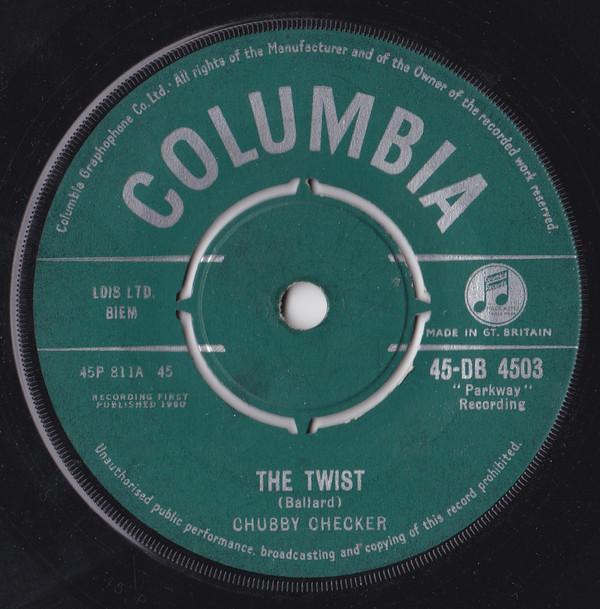 Columbia Graphophone Co. Ltd. · All rights of the Manufacturer and of the Owner of the recorded work reserved.
COLUMBIA
LOIS LTD.
BIEM
MADE IN GT. BRITAIN
45P 811A 45
45-DB 4503
"Parkway"
Recording
RECORDING FIRST
PUBLISHED 1960
THE TWIST
(Ballard)
CHUBBY CHECKER
Unauthorised public performance, broadcasting and copying of this record prohibited.